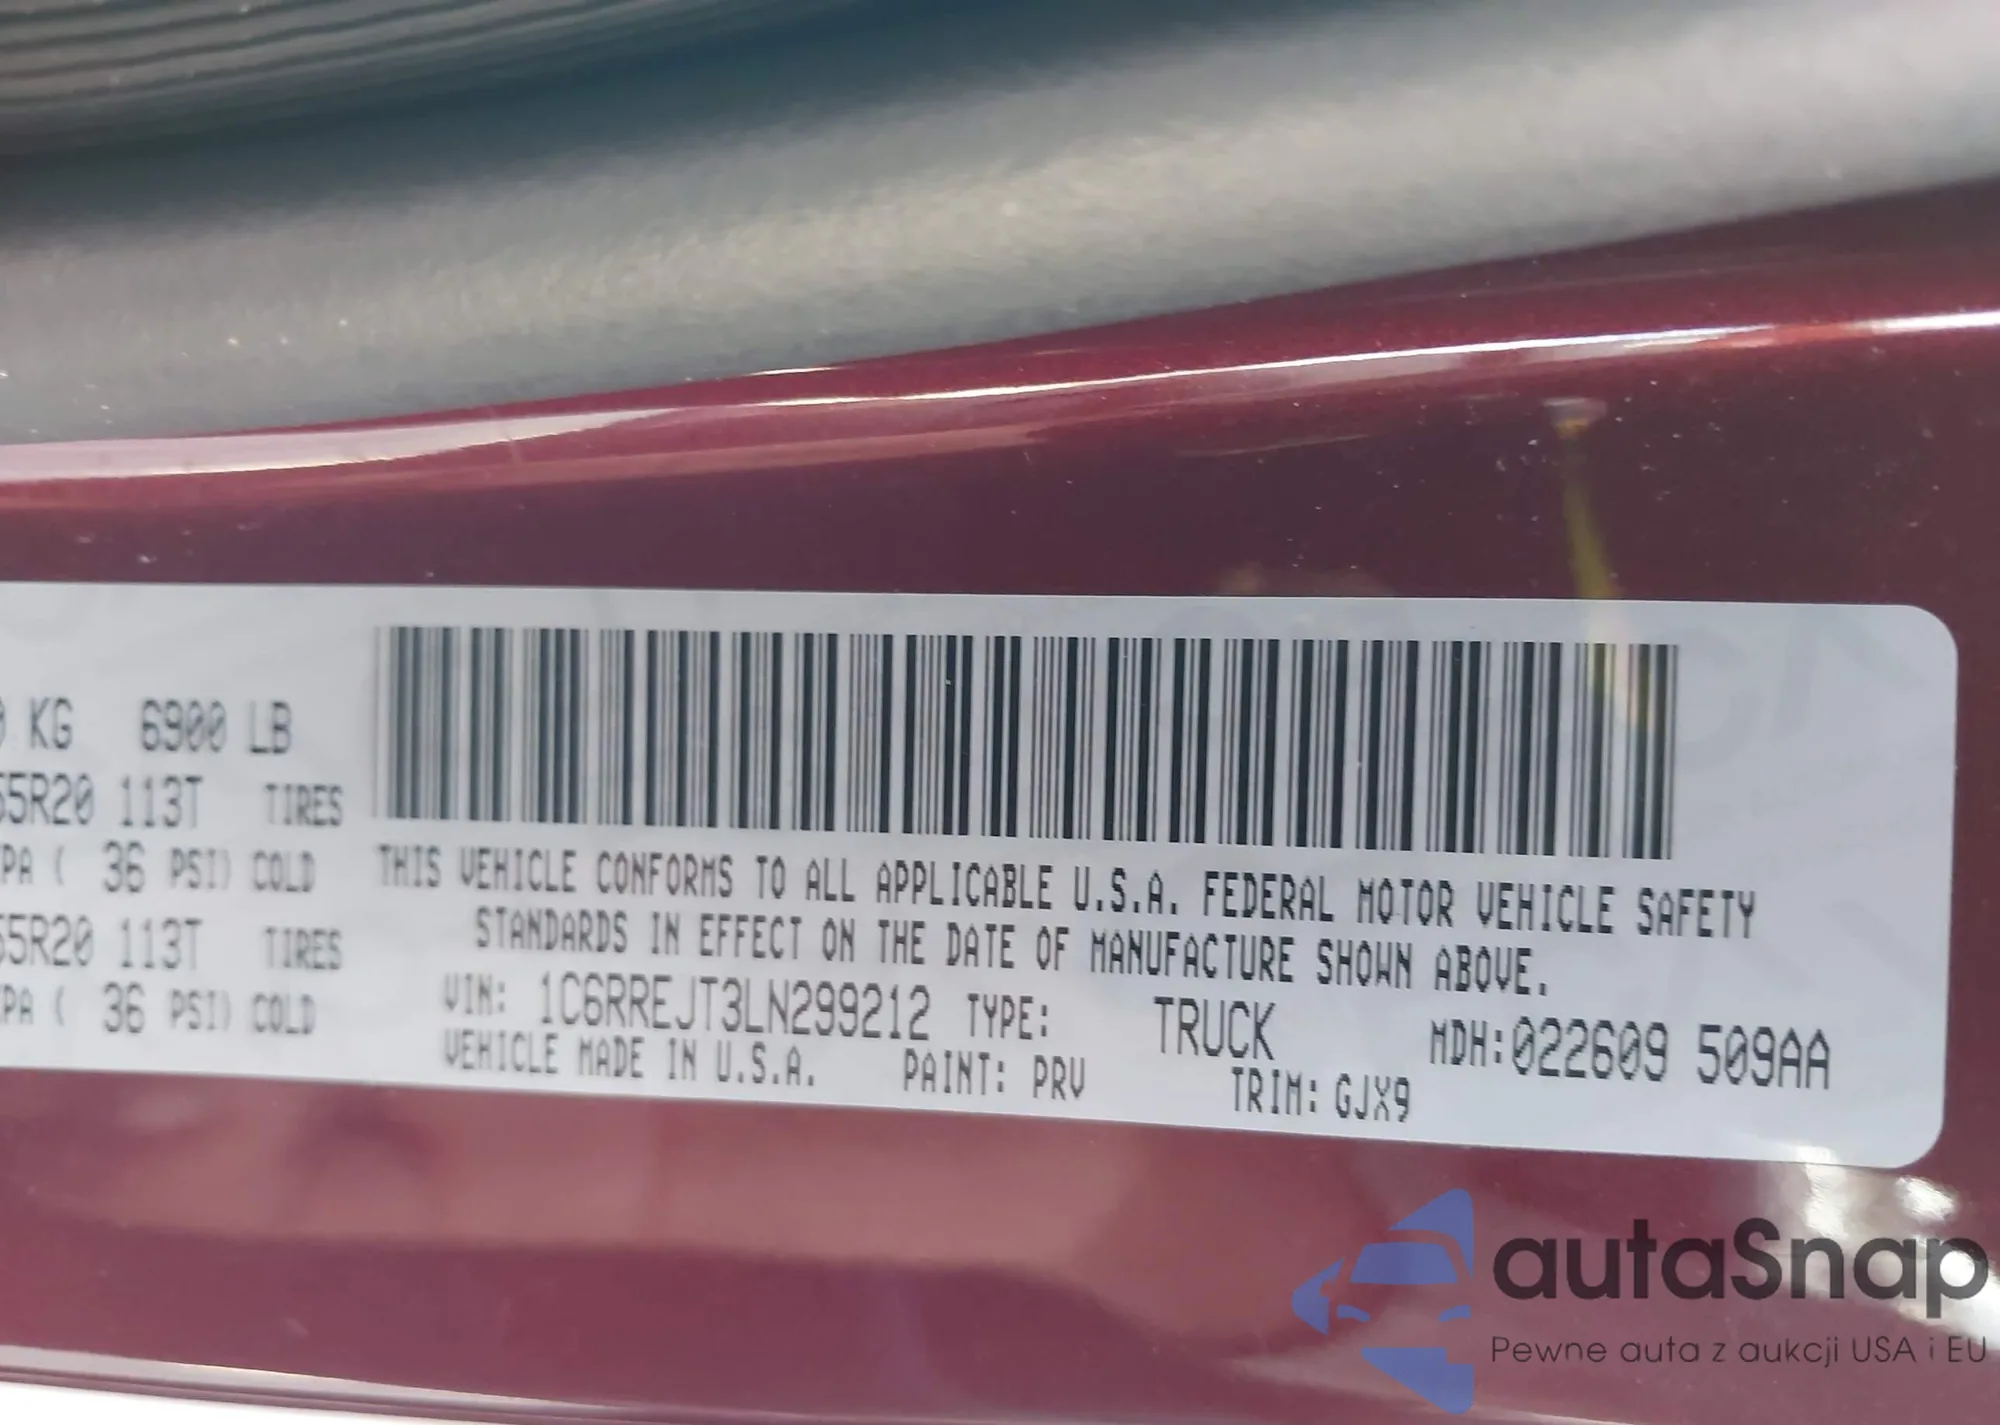 KG 6900 LB
55R20 113T TIRES
PA ( 36 PSI) COLD
55R20 113T TIRES
PA ( 36 PSI) COLD
THIS VEHICLE CONFORMS TO ALL APPLICABLE U.S.A. FEDERAL MOTOR VEHICLE SAFETY
STANDARDS IN EFFECT ON THE DATE OF MANUFACTURE SHOWN ABOVE.
VIN: 1C6RREJT3LN299212 TYPE: TRUCK MDH:022609 509AA
VEHICLE MADE IN U.S.A. PAINT: PRV TRIM: GJX9
autaSnap
Pewne auta z aukcji USA i EU